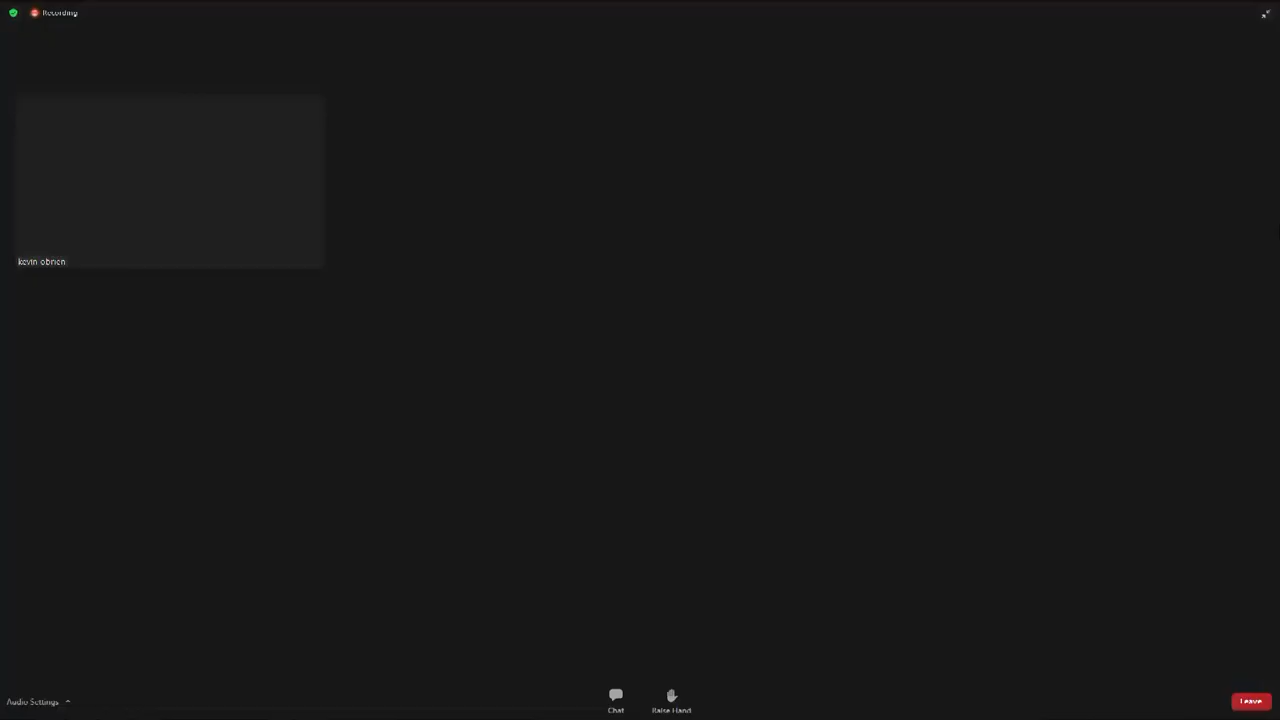 Recording
kevin obrien
Audio Settings
Chat
Raise Hand
Leave